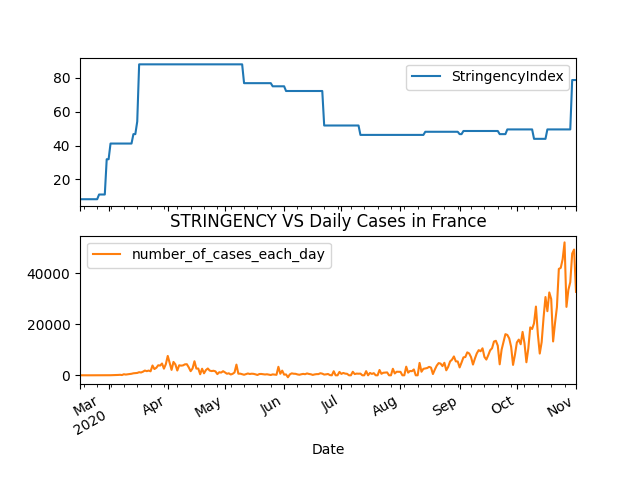 80
60
40
20
StringencyIndex
STRINGENCY VS Daily Cases in France
40000
20000
0
number_of_cases_each_day
Mar Apr May Jun Jul Aug Sep Oct Nov
2020
Date